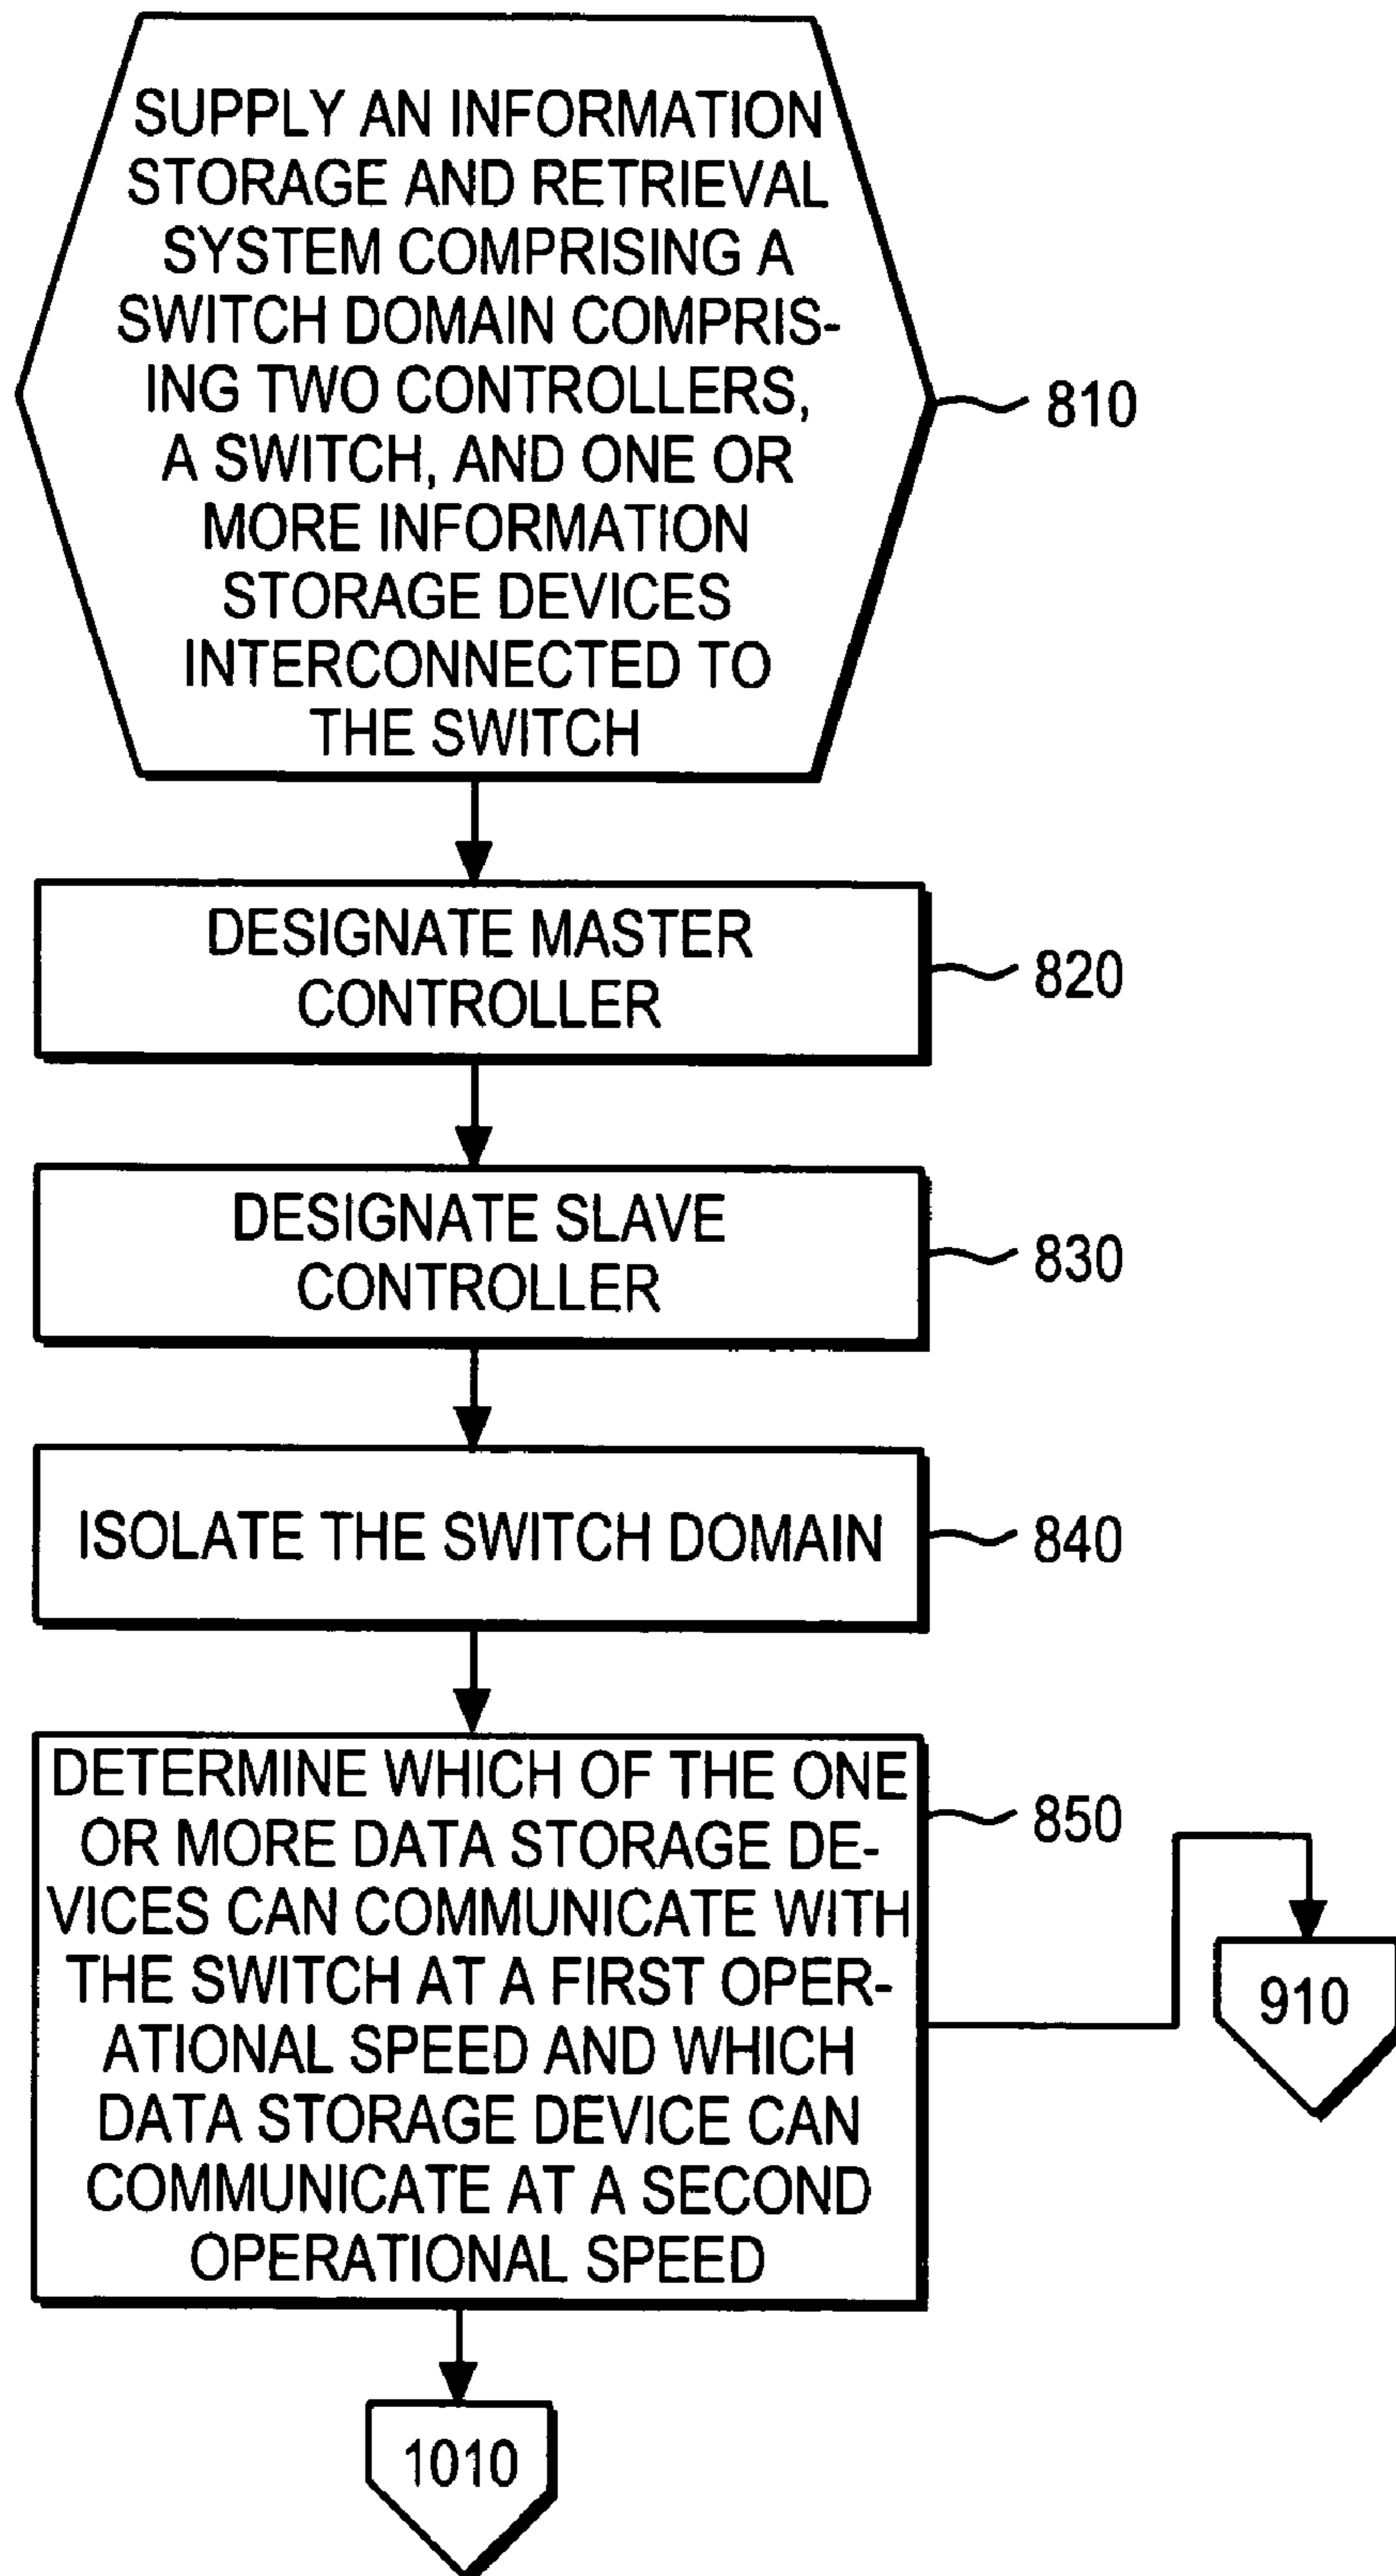 SUPPLY AN INFORMATION
STORAGE AND RETRIEVAL
SYSTEM COMPRISING A
SWITCH DOMAIN COMPRIS-
ING TWO CONTROLLERS,
A SWITCH, AND ONE OR
MORE INFORMATION
STORAGE DEVICES
INTERCONNECTED TO
THE SWITCH
810
DESIGNATE MASTER
CONTROLLER
820
DESIGNATE SLAVE
CONTROLLER
830
ISOLATE THE SWITCH DOMAIN
840
DETERMINE WHICH OF THE ONE
OR MORE DATA STORAGE DE-
VICES CAN COMMUNICATE WITH
THE SWITCH AT A FIRST OPER-
ATIONAL SPEED AND WHICH
DATA STORAGE DEVICE CAN
COMMUNICATE AT A SECOND
OPERATIONAL SPEED
850
910
1010